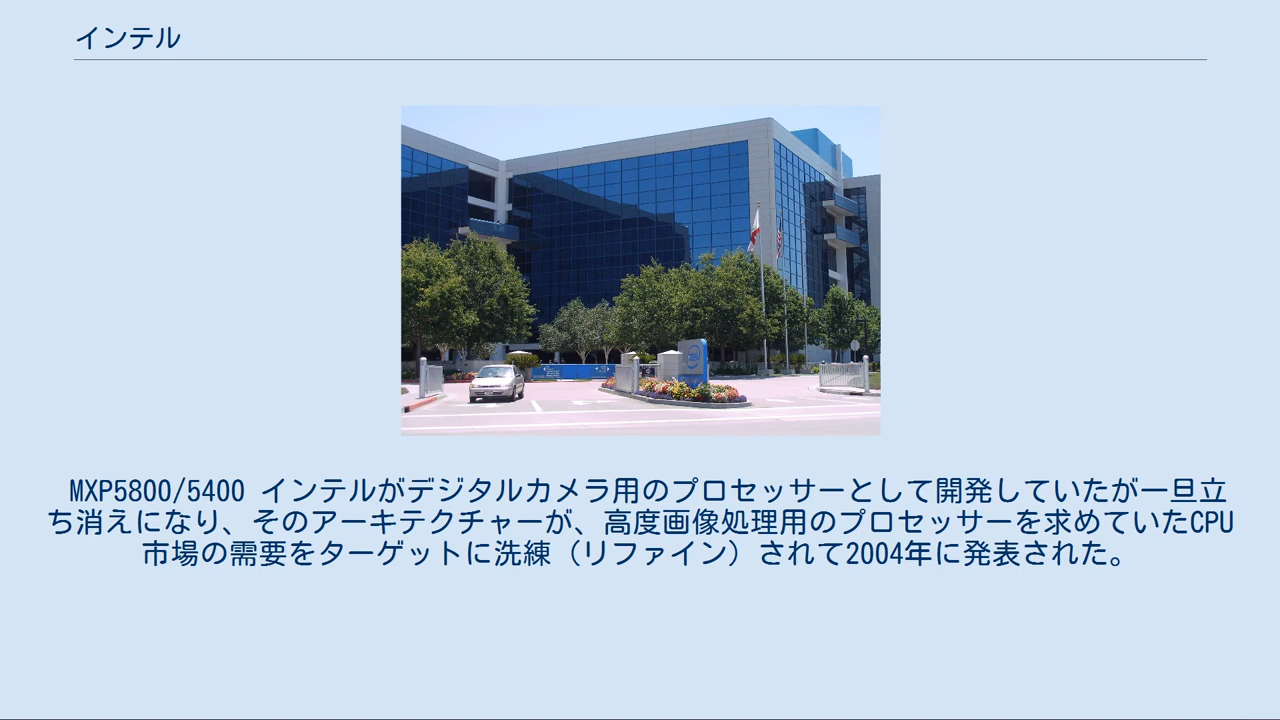 インテル
MXP5800/5400 インテルがデジタルカメラ用のプロセッサーとして開発していたが一旦立
ち消えになり、そのアーキテクチャーが、高度画像処理用のプロセッサーを求めていたCPU
市場の需要をターゲットに洗練（リファイン）されて2004年に発表された。